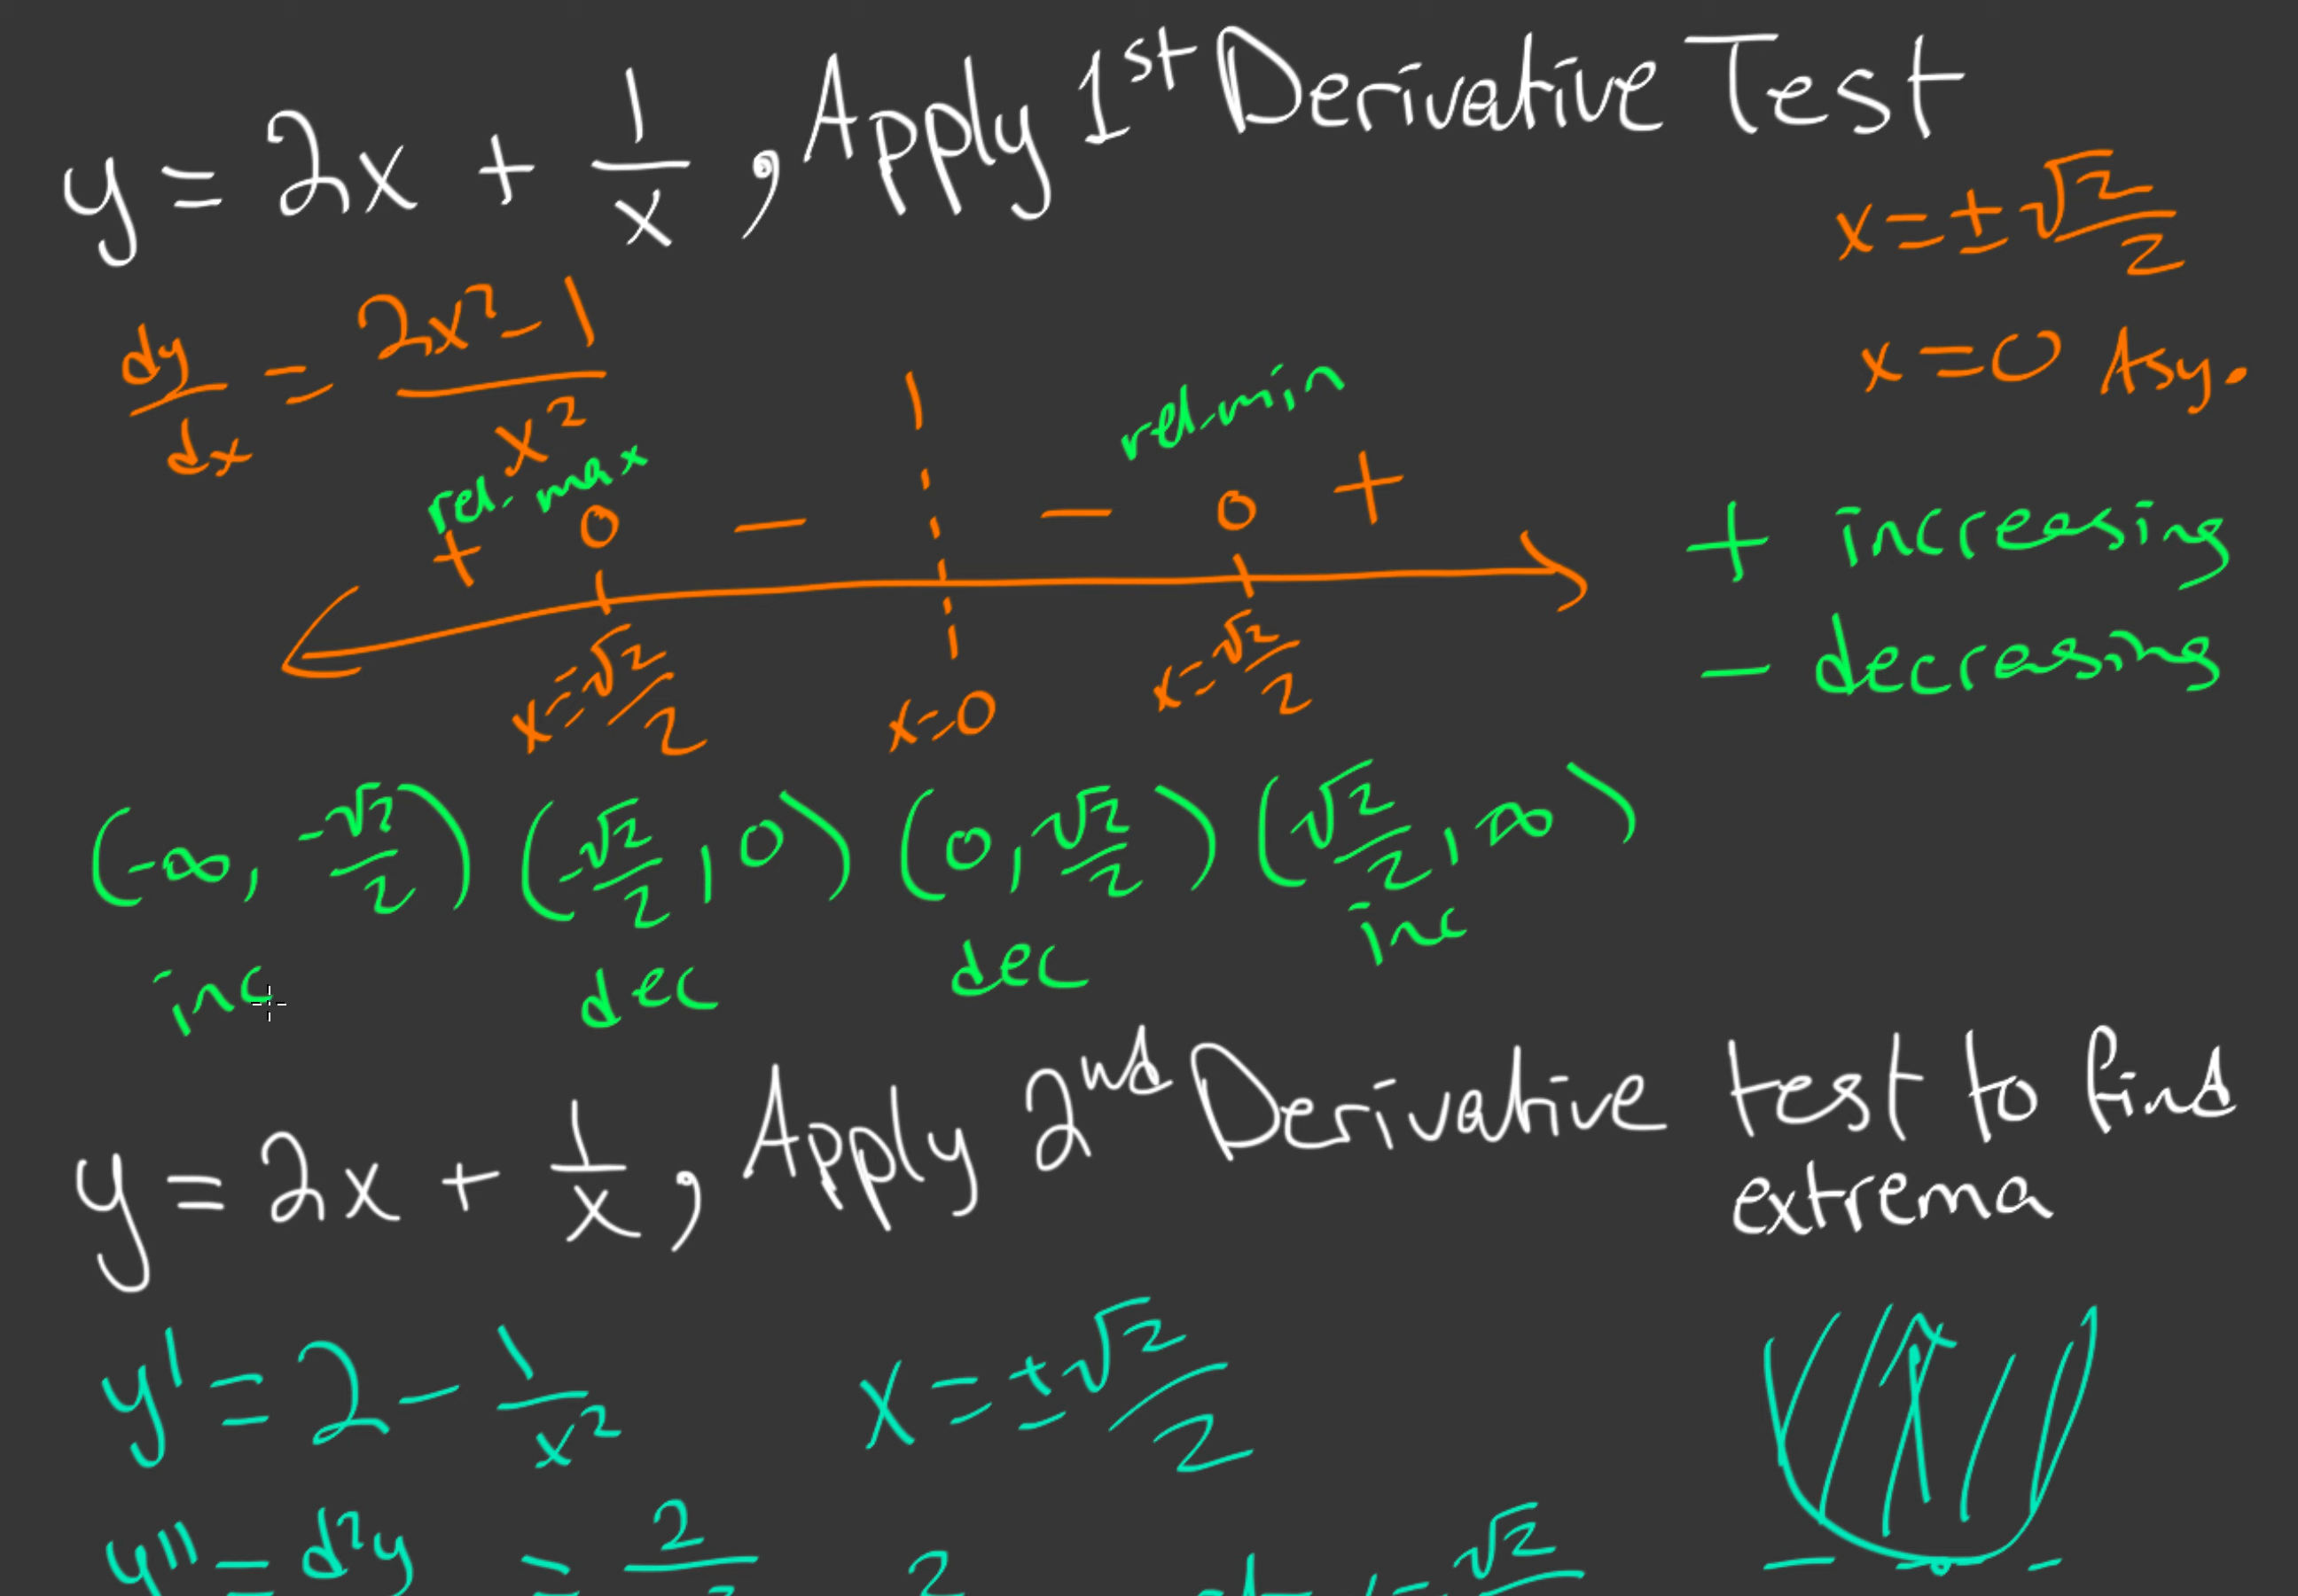 y = 2x + 1/x , Apply 1st Derivative Test
x = ± √2/2
dy/dx = (2x² - 1)/x²
x = 0 Asy.
rel. max
rel. min
+ 0 - - 0 +
+ increasing
x = -√2/2 x = 0 x = √2/2
- decreasing
(-∞, -√2/2) (-√2/2, 0) (0, √2/2) (√2/2, ∞)
inc dec dec inc
y = 2x + 1/x , Apply 2nd Derivative test to find
extrema
y' = 2 - 1/x² x = ± √2/2
y'' = d²y = 2